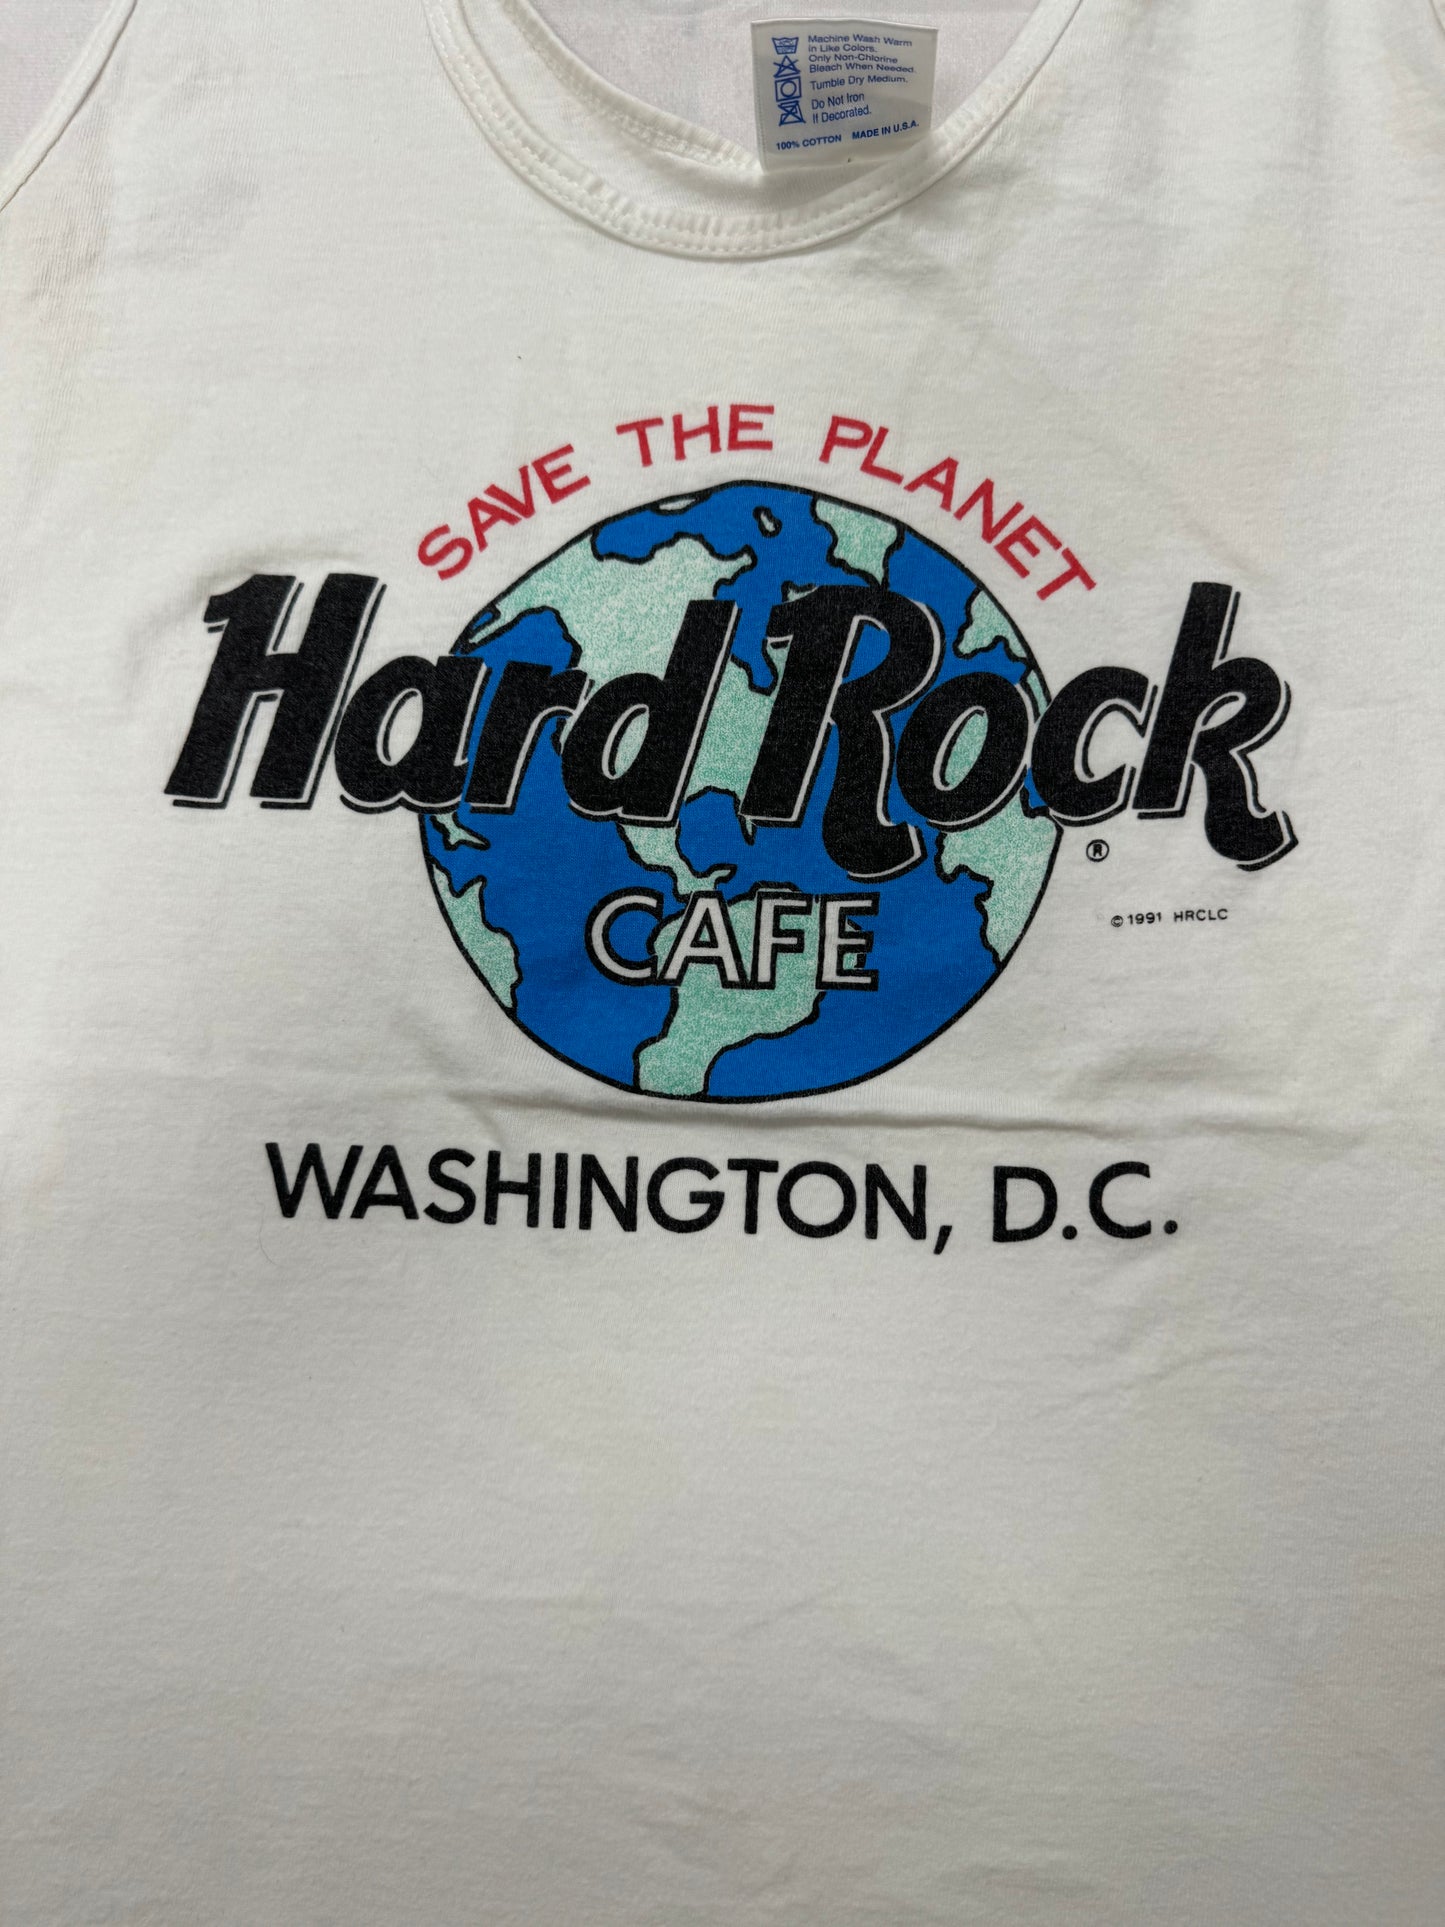 Machine Wash Warm
in Like Colors.
Only Non-Chlorine
Bleach When Needed.
Tumble Dry Medium.
Do Not Iron
If Decorated.
100% COTTON MADE IN U.S.A.
SAVE THE PLANET
Hard Rock
®
CAFE
© 1991 HRCLC
WASHINGTON, D.C.